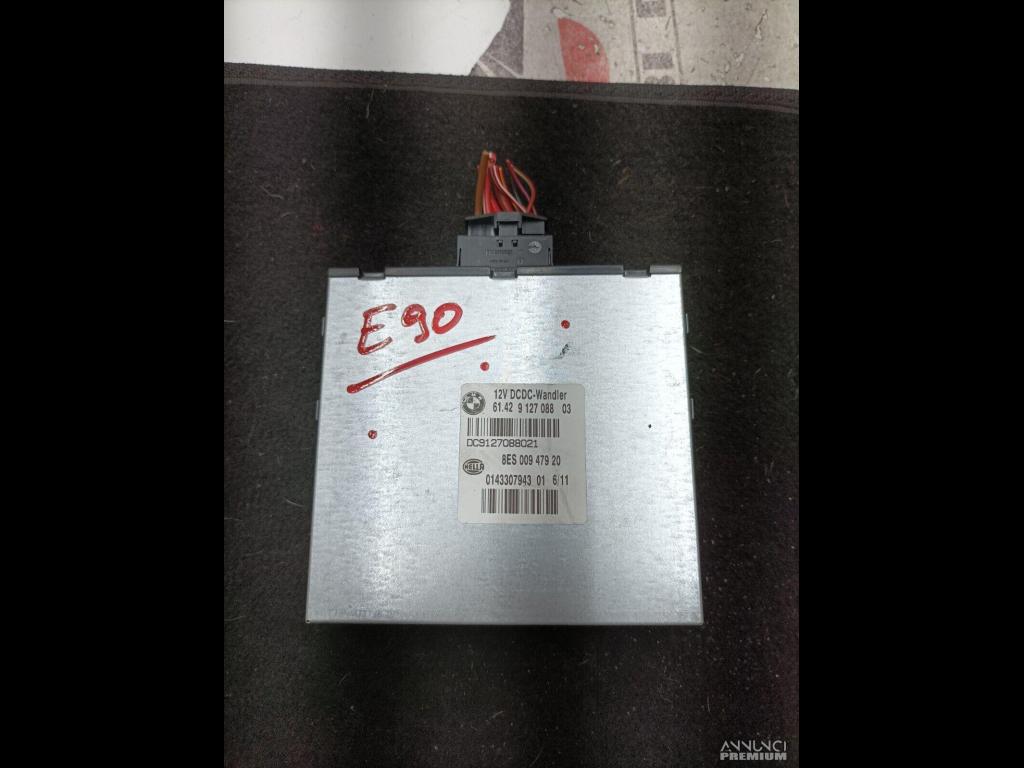 E90
12V DCDC-Wandler
61.42 9 127 088 03
DC9127088021
8ES 009 479 20
HELLA
0143307943 01 6/11
ANNUNCI
PREMIUM